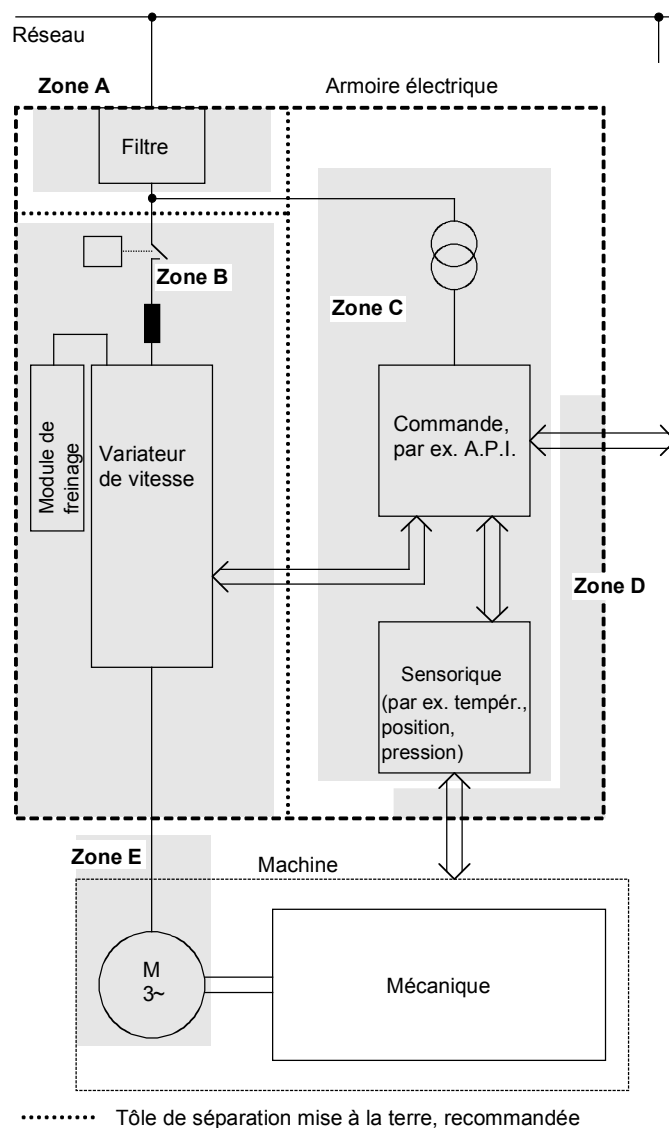 Réseau
Zone A
Armoire électrique
Filtre
Zone B
Zone C
Module de
freinage
Variateur
de vitesse
Commande,
par ex. A.P.I.
Zone D
Sensorique
(par ex. tempér.,
position,
pression)
Zone E
Machine
M
3~
Mécanique
Tôle de séparation mise à la terre, recommandée